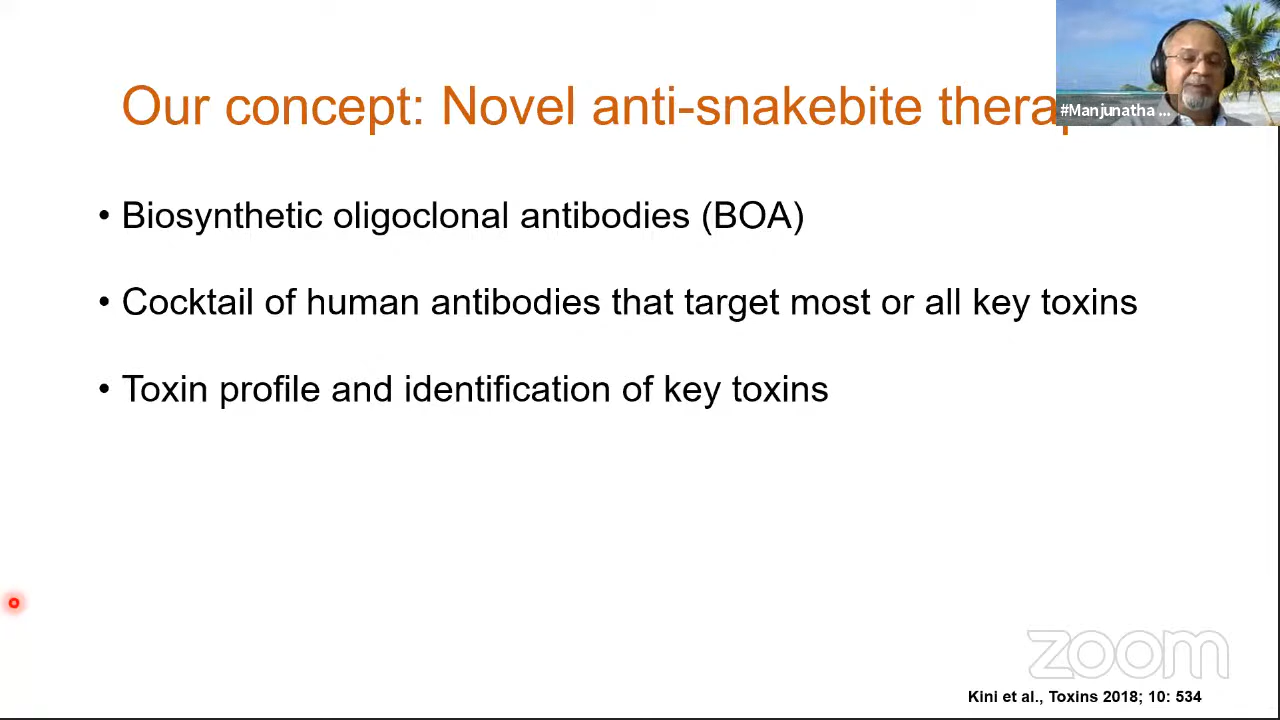 Our concept: Novel anti-snakebite therap
#Manjunatha ...
• Biosynthetic oligoclonal antibodies (BOA)
• Cocktail of human antibodies that target most or all key toxins
• Toxin profile and identification of key toxins
zoom
Kini et al., Toxins 2018; 10: 534